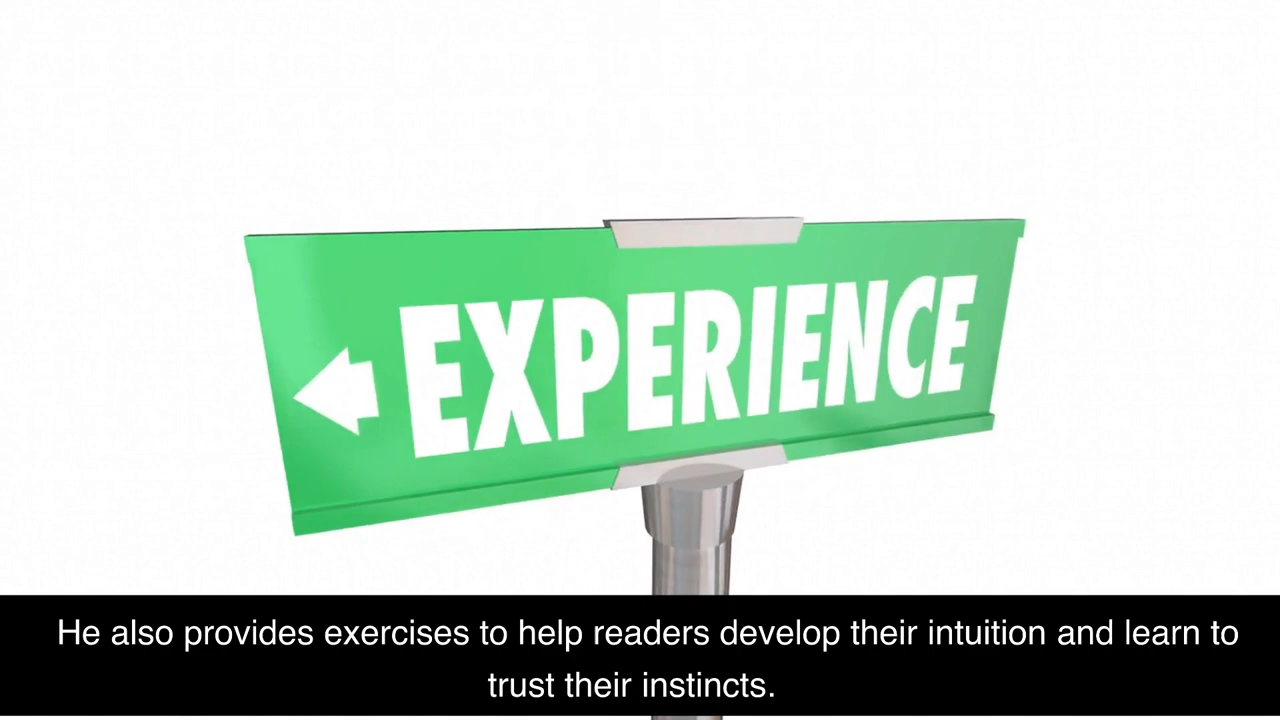 EXPERIENCE
He also provides exercises to help readers develop their intuition and learn to
trust their instincts.